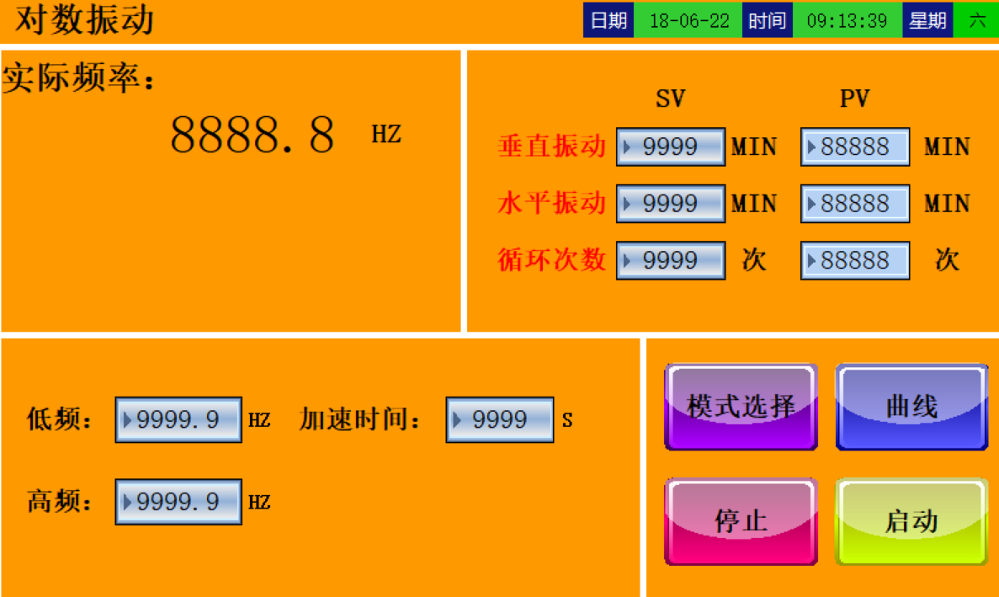 对数振动 日期 18-06-22 时间 09:13:39 星期 六
实际频率：
8888.8 HZ
SV PV
垂直振动 9999 MIN 88888 MIN
水平振动 9999 MIN 88888 MIN
循环次数 9999 次 88888 次
低频： 9999.9 HZ 加速时间： 9999 S
高频： 9999.9 HZ
模式选择 曲线
停止 启动